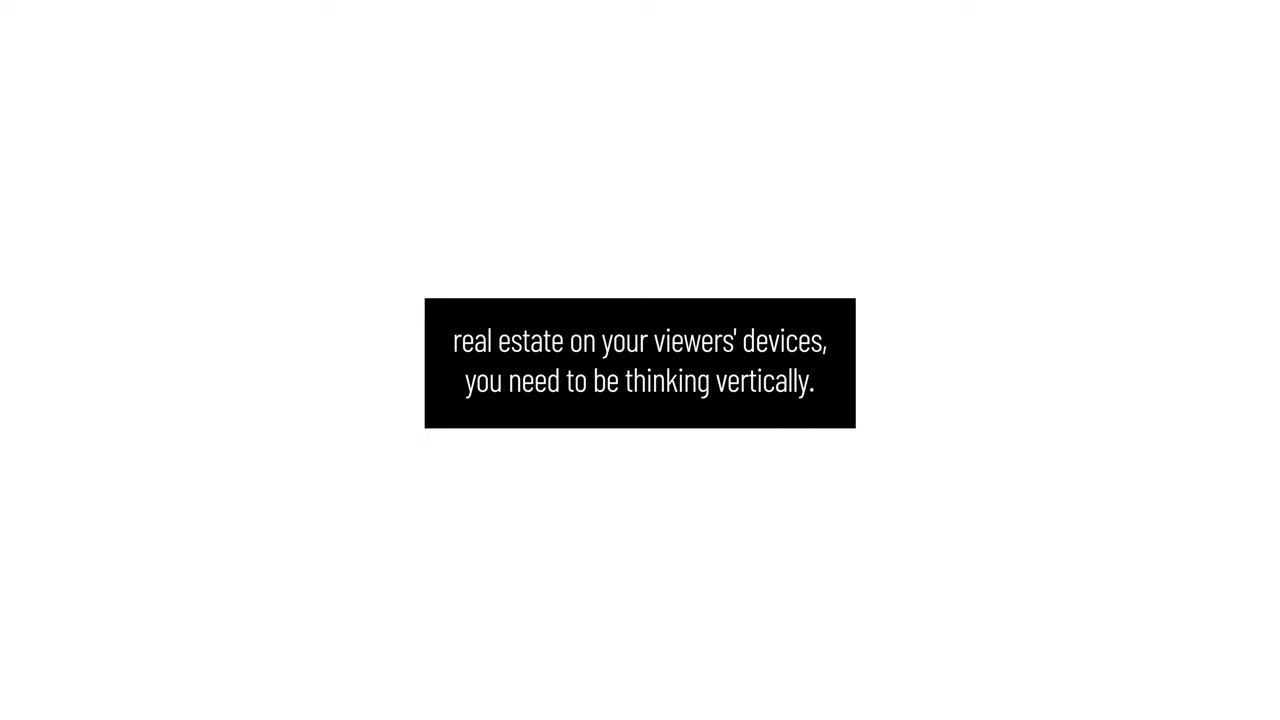 real estate on your viewers' devices,
you need to be thinking vertically.